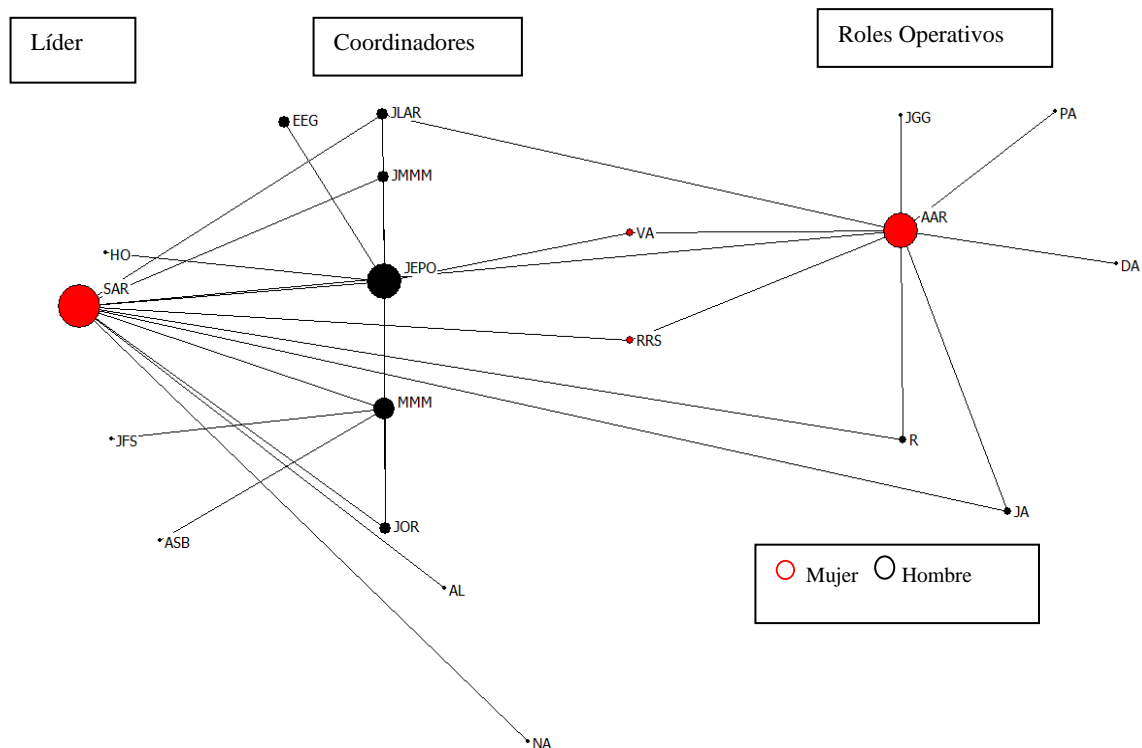 Líder
Coordinadores
Roles Operativos
EEG
JLAR
JGG
PA
JMMM
AAR
VA
HO
JEPO
DA
SAR
RRS
MMM
JFS
R
JA
JOR
ASB
Mujer Hombre
AL
NA